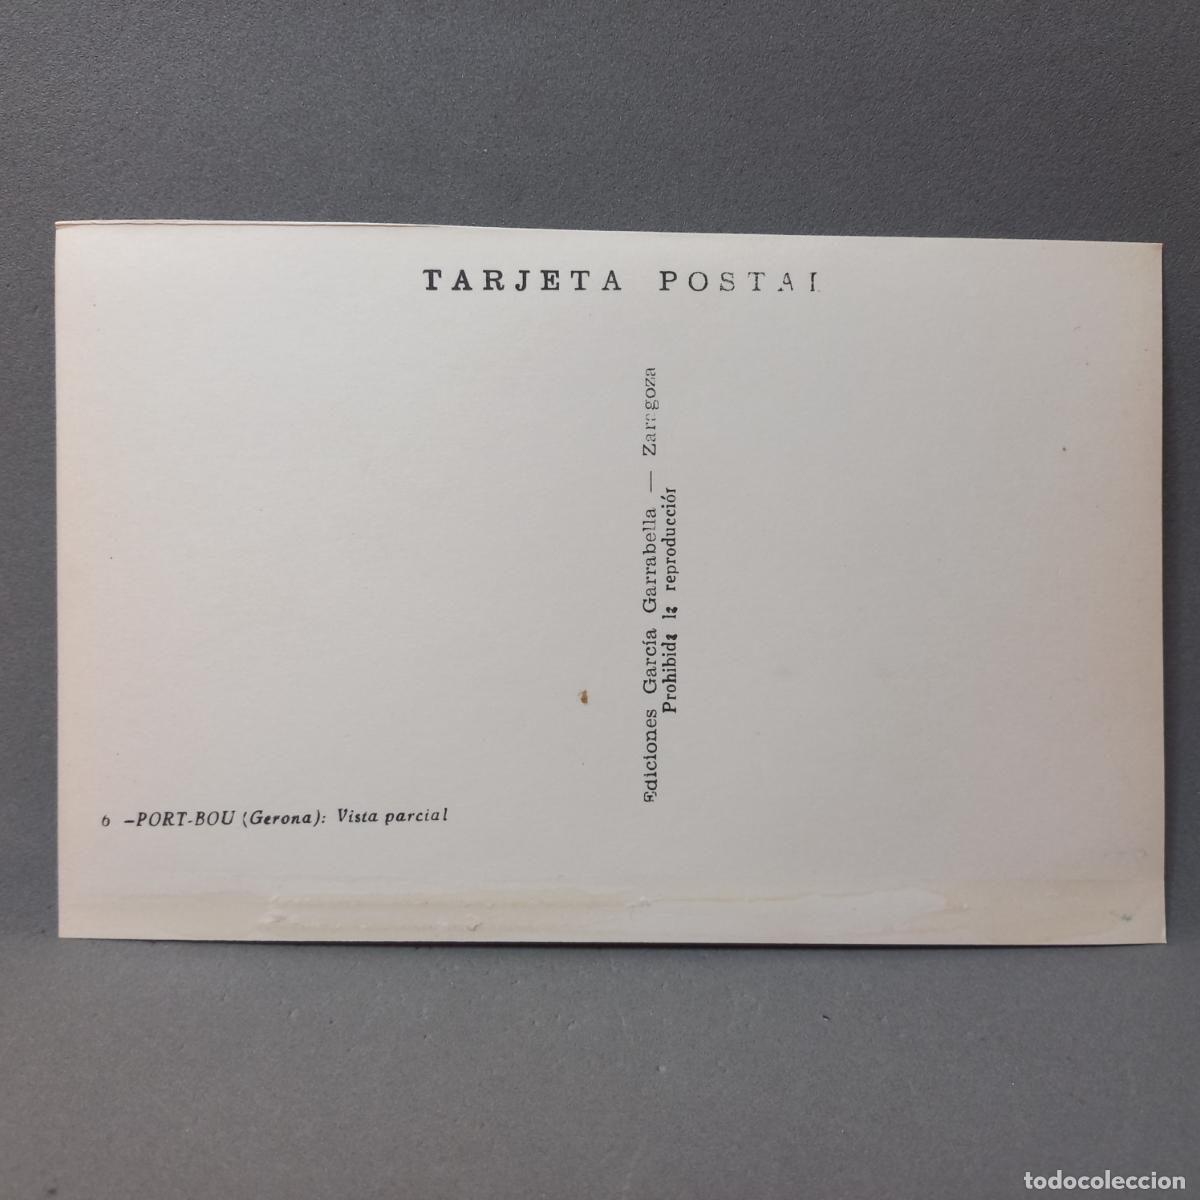 TARJETA POSTAL
Ediciones García Garrabella — Zaragoza
Prohibida la reproducción
6 -PORT-BOU (Gerona): Vista parcial
todocoleccion